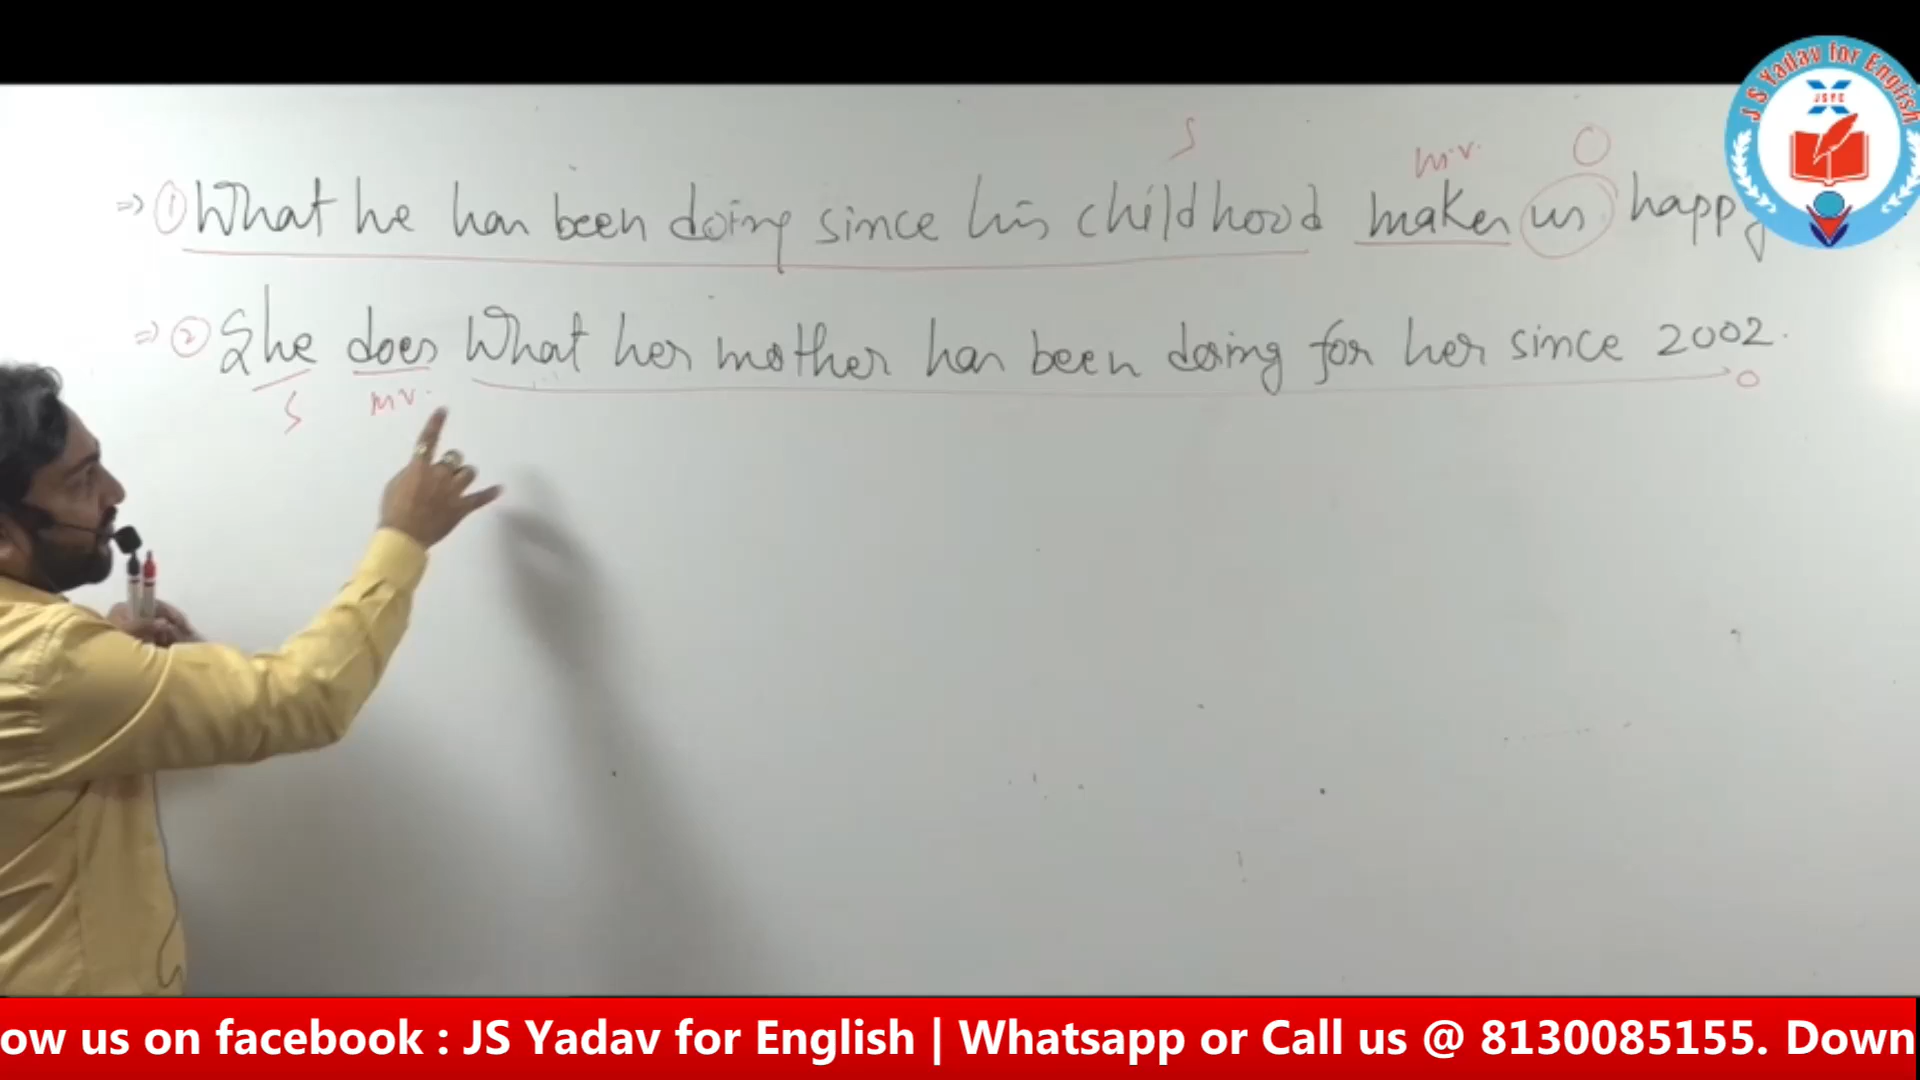 J S Yadav for English
JSYE
S
m.v.
O
⇒ ① What he has been doing since his childhood makes us happy
⇒ ② She does What her mother has been doing for her since 2002.
S
m.v.
O
ow us on facebook : JS Yadav for English | Whatsapp or Call us @ 8130085155. Down